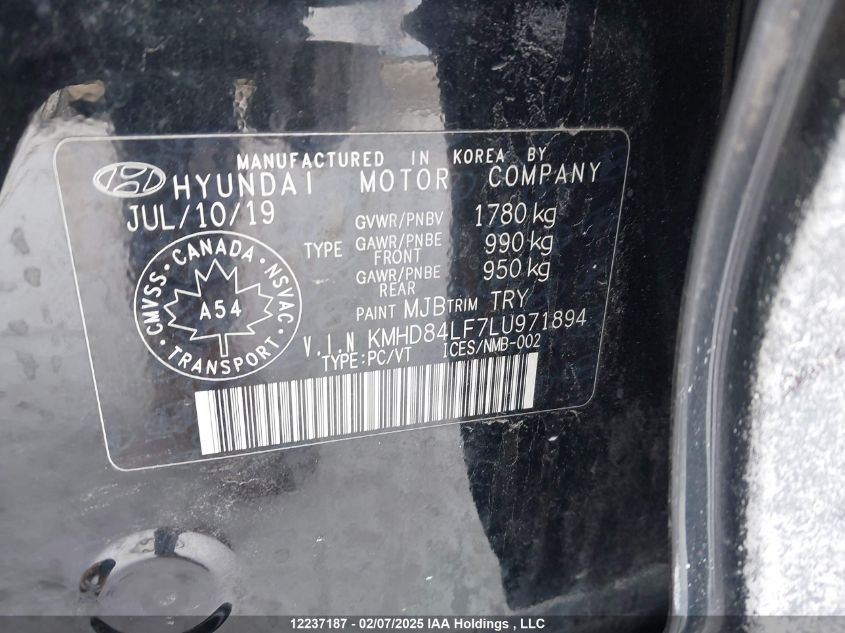 MANUFACTURED IN KOREA BY
HYUNDAI MOTOR COMPANY
JUL/10/19
GVWR/PNBV 1780 kg
TYPE GAWR/PNBE FRONT 990 kg
GAWR/PNBE REAR 950 kg
PAINT MJB TRIM TRY
CMVSS · CANADA · NSVAC · TRANSPORT ·
A54
V.I.N KMHD84LF7LU971894
TYPE:PC/VT ICES/NMB-002
12237187 - 02/07/2025 IAA Holdings , LLC